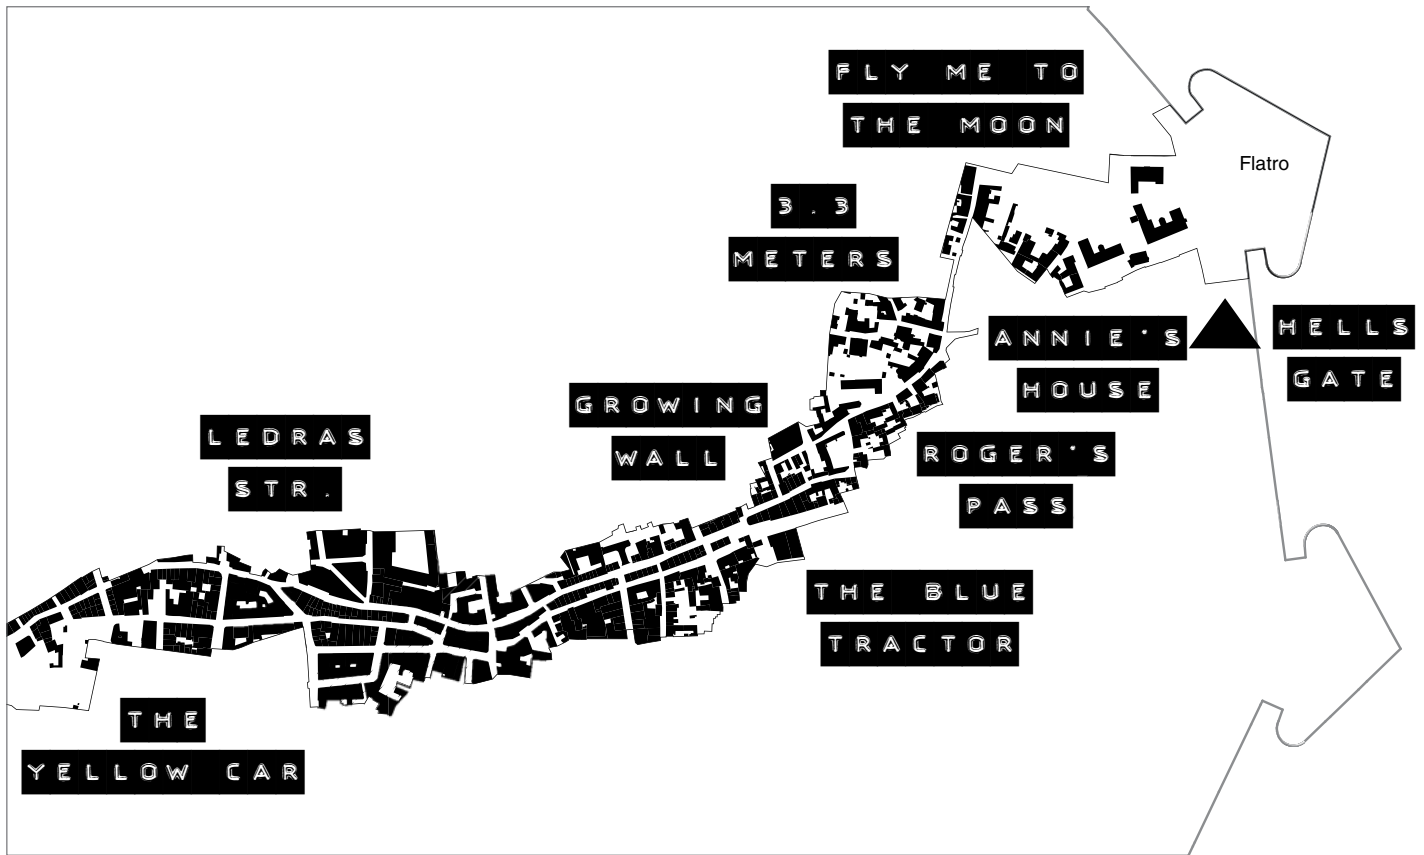 FLY ME TO
THE MOON
Flatro
3.3
METERS
ANNIE'S
HOUSE
HELLS
GATE
GROWING
WALL
LEDRAS
STR.
ROGER'S
PASS
THE BLUE
TRACTOR
THE
YELLOW CAR